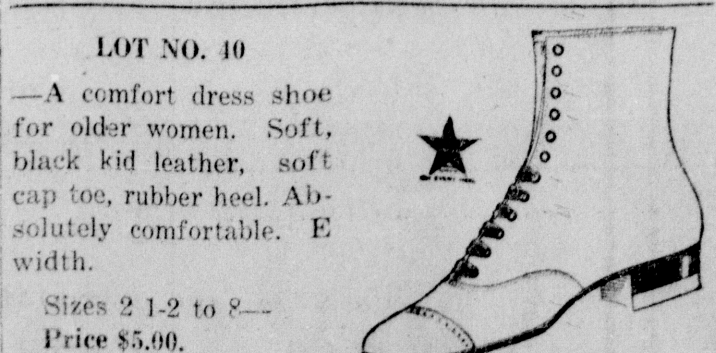 LOT NO. 40
—A comfort dress shoe
for older women. Soft,
black kid leather, soft
cap toe, rubber heel. Ab-
solutely comfortable. E
width.
Sizes 2 1-2 to 8—
Price $5.00.